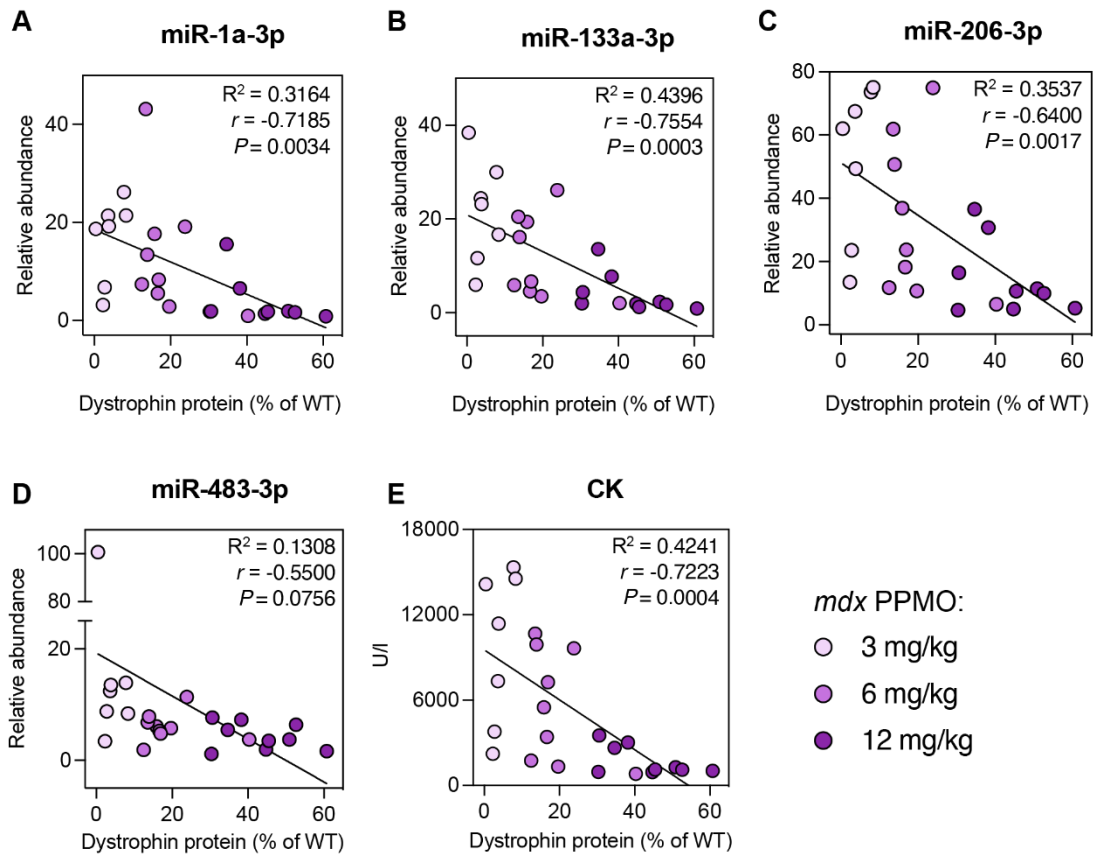 A
miR-1a-3p
R² = 0.3164
r = -0.7185
P = 0.0034
40
20
0
Relative abundance
0 20 40 60
Dystrophin protein (% of WT)
B
miR-133a-3p
R² = 0.4396
r = -0.7554
P = 0.0003
40
20
0
Relative abundance
0 20 40 60
Dystrophin protein (% of WT)
C
miR-206-3p
R² = 0.3537
r = -0.6400
P = 0.0017
80
60
40
20
0
Relative abundance
0 20 40 60
Dystrophin protein (% of WT)
D
miR-483-3p
R² = 0.1308
r = -0.5500
P = 0.0756
100
80
20
0
Relative abundance
0 20 40 60
Dystrophin protein (% of WT)
E
CK
R² = 0.4241
r = -0.7223
P = 0.0004
18000
12000
6000
0
U/l
0 20 40 60
Dystrophin protein (% of WT)
mdx PPMO:
3 mg/kg
6 mg/kg
12 mg/kg